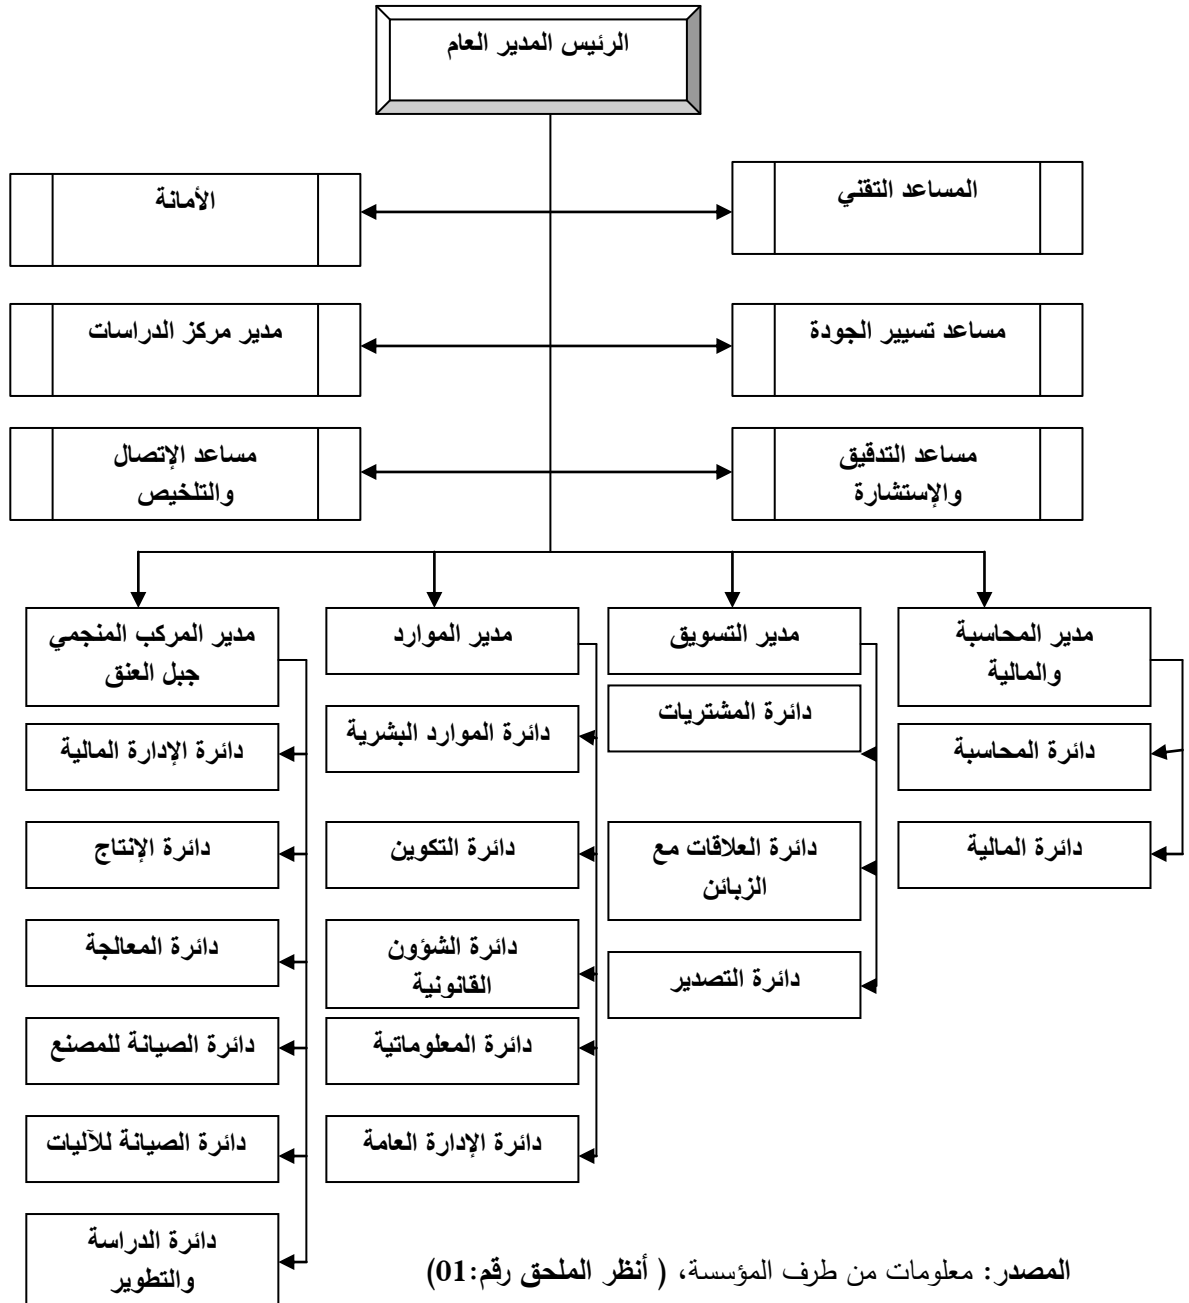 الرئيس المدير العام
المساعد التقني
الأمانة
مساعد تسيير الجودة
مدير مركز الدراسات
مساعد التدقيق
والإستشارة
مساعد الإتصال
والتلخيص
مدير المحاسبة
والمالية
دائرة المحاسبة
دائرة المالية
مدير التسويق
دائرة المشتريات
دائرة العلاقات مع
الزبائن
دائرة التصدير
مدير الموارد
دائرة الموارد البشرية
دائرة التكوين
دائرة الشؤون
القانونية
دائرة المعلوماتية
دائرة الإدارة العامة
مدير المركب المنجمي
جبل العنق
دائرة الإدارة المالية
دائرة الإنتاج
دائرة المعالجة
دائرة الصيانة للمصنع
دائرة الصيانة للآليات
دائرة الدراسة
والتطوير
المصدر: معلومات من طرف المؤسسة، ( أنظر الملحق رقم:01)